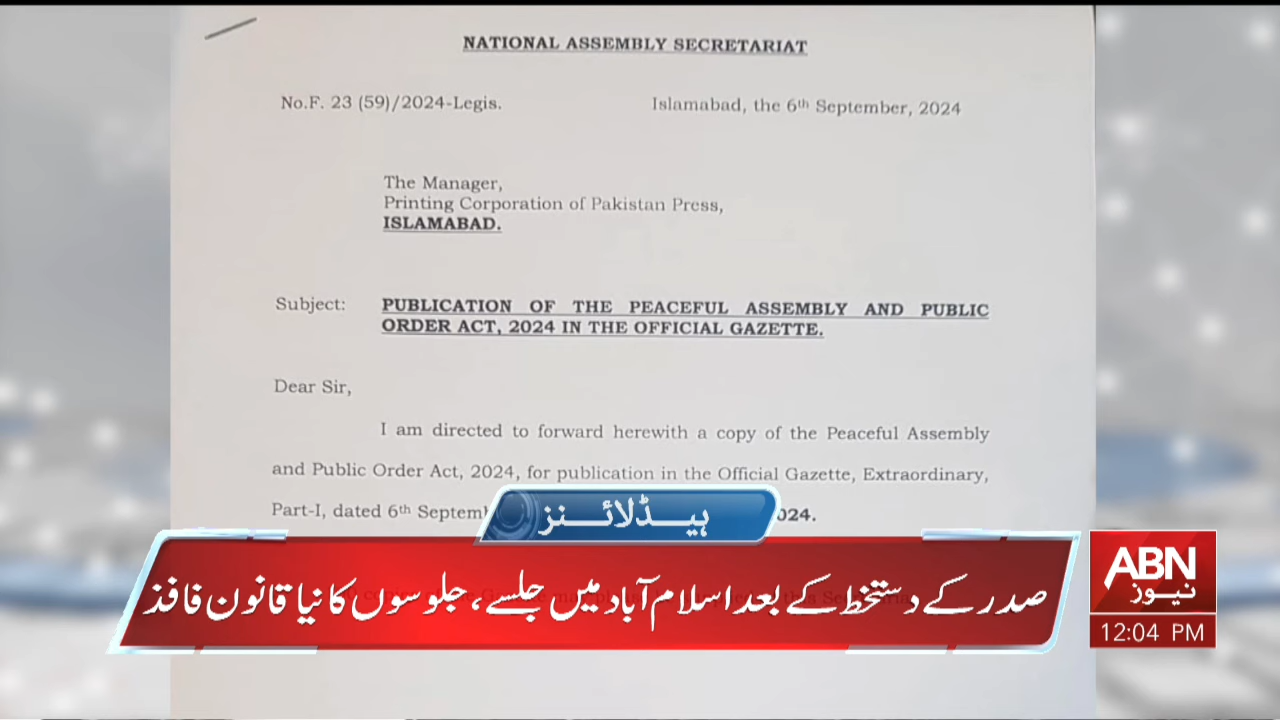 NATIONAL ASSEMBLY SECRETARIAT
No.F. 23 (59)/2024-Legis. Islamabad, the 6th September, 2024
The Manager,
Printing Corporation of Pakistan Press,
ISLAMABAD.
Subject: PUBLICATION OF THE PEACEFUL ASSEMBLY AND PUBLIC
ORDER ACT, 2024 IN THE OFFICIAL GAZETTE.
Dear Sir,
I am directed to forward herewith a copy of the Peaceful Assembly
and Public Order Act, 2024, for publication in the Official Gazette, Extraordinary,
Part-I, dated 6th Septem 024.
ہیڈلائنز
صدر کے دستخط کے بعد اسلام آباد میں جلسے، جلوسوں کا نیا قانون فافذ
ABN
نیوز
12:04 PM